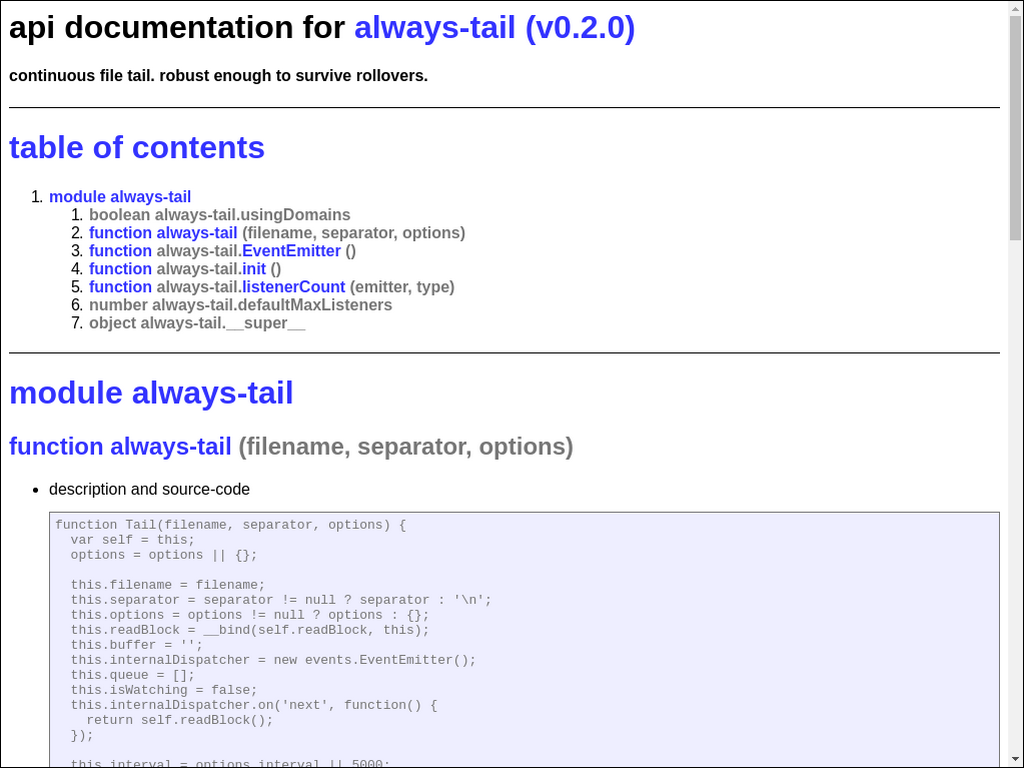 api documentation for always-tail (v0.2.0)
continuous file tail. robust enough to survive rollovers.
table of contents
1. module always-tail
1. boolean always-tail.usingDomains
2. function always-tail (filename, separator, options)
3. function always-tail.EventEmitter ()
4. function always-tail.init ()
5. function always-tail.listenerCount (emitter, type)
6. number always-tail.defaultMaxListeners
7. object always-tail.__super__
module always-tail
function always-tail (filename, separator, options)
• description and source-code
function Tail(filename, separator, options) {
  var self = this;
  options = options || {};

  this.filename = filename;
  this.separator = separator != null ? separator : '\n';
  this.options = options != null ? options : {};
  this.readBlock = __bind(self.readBlock, this);
  this.buffer = '';
  this.internalDispatcher = new events.EventEmitter();
  this.queue = [];
  this.isWatching = false;
  this.internalDispatcher.on('next', function() {
    return self.readBlock();
  });

  this.interval = options.interval || 5000;